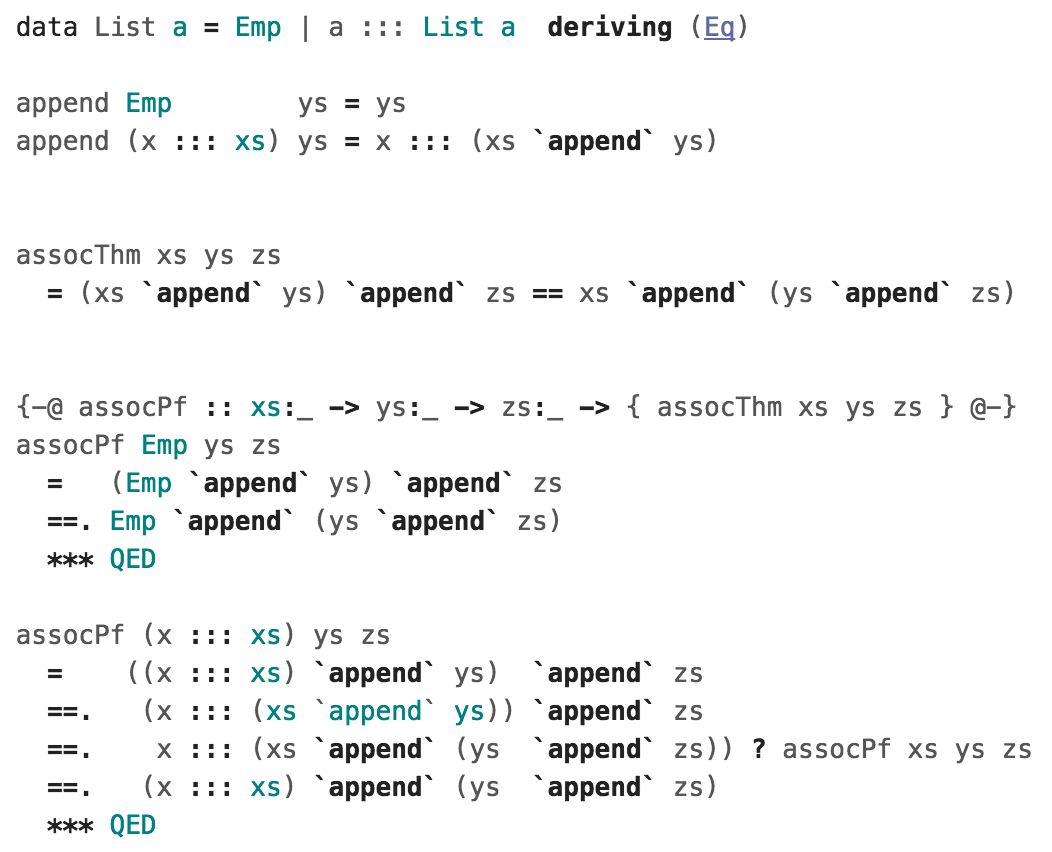 data List a = Emp | a ::: List a  deriving (Eq)
append Emp        ys = ys
append (x ::: xs) ys = x ::: (xs `append` ys)
assocThm xs ys zs
  = (xs `append` ys) `append` zs == xs `append` (ys `append` zs)
{-@ assocPf :: xs:_ -> ys:_ -> zs:_ -> { assocThm xs ys zs } @-}
assocPf Emp ys zs
  =   (Emp `append` ys) `append` zs
  ==. Emp `append` (ys `append` zs)
  *** QED
assocPf (x ::: xs) ys zs
  =    ((x ::: xs) `append` ys)  `append` zs
  ==.   (x ::: (xs `append` ys)) `append` zs
  ==.    x ::: (xs `append` (ys  `append` zs)) ? assocPf xs ys zs
  ==.   (x ::: xs) `append` (ys  `append` zs)
  *** QED